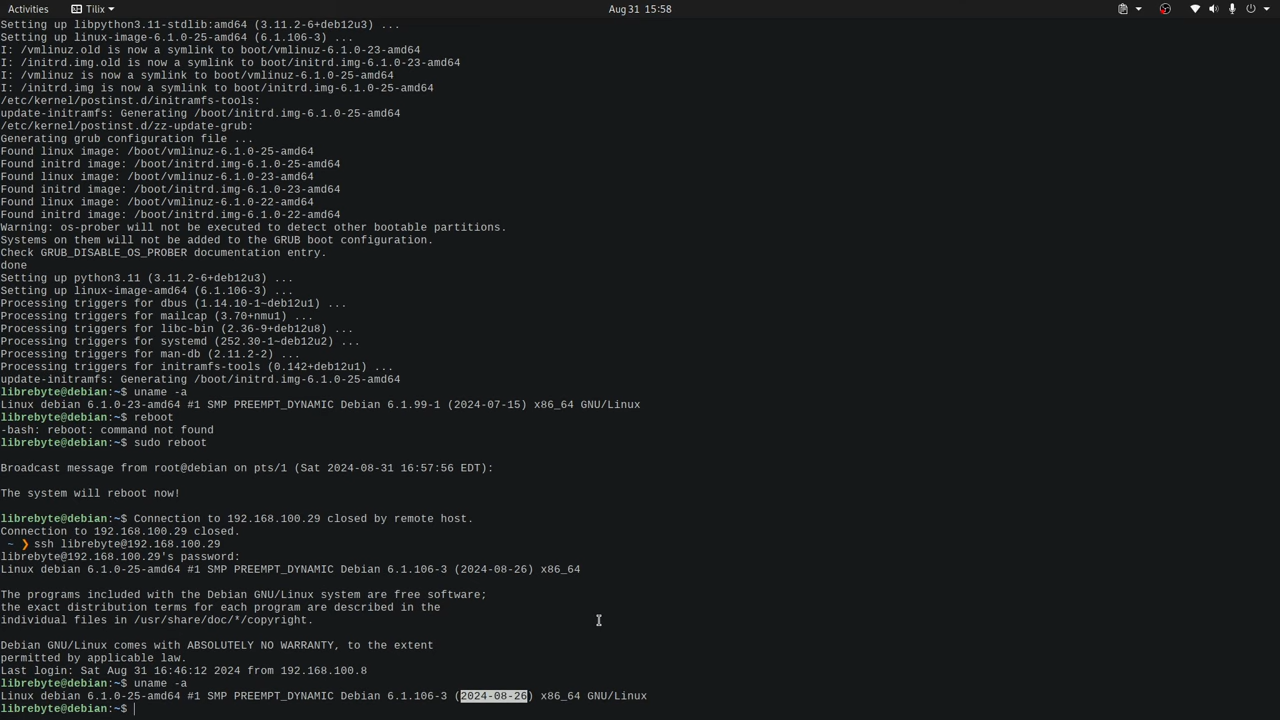 Activities
Tilix
Aug 31 15:58
Setting up libpython3.11-stdlib:amd64 (3.11.2-6+deb12u3) ...
Setting up linux-image-6.1.0-25-amd64 (6.1.106-3) ...
I: /vmlinuz.old is now a symlink to boot/vmlinuz-6.1.0-23-amd64
I: /initrd.img.old is now a symlink to boot/initrd.img-6.1.0-23-amd64
I: /vmlinuz is now a symlink to boot/vmlinuz-6.1.0-25-amd64
I: /initrd.img is now a symlink to boot/initrd.img-6.1.0-25-amd64
/etc/kernel/postinst.d/initramfs-tools:
update-initramfs: Generating /boot/initrd.img-6.1.0-25-amd64
/etc/kernel/postinst.d/zz-update-grub:
Generating grub configuration file ...
Found linux image: /boot/vmlinuz-6.1.0-25-amd64
Found initrd image: /boot/initrd.img-6.1.0-25-amd64
Found linux image: /boot/vmlinuz-6.1.0-23-amd64
Found initrd image: /boot/initrd.img-6.1.0-23-amd64
Found linux image: /boot/vmlinuz-6.1.0-22-amd64
Found initrd image: /boot/initrd.img-6.1.0-22-amd64
Warning: os-prober will not be executed to detect other bootable partitions.
Systems on them will not be added to the GRUB boot configuration.
Check GRUB_DISABLE_OS_PROBER documentation entry.
done
Setting up python3.11 (3.11.2-6+deb12u3) ...
Setting up linux-image-amd64 (6.1.106-3) ...
Processing triggers for dbus (1.14.10-1~deb12u1) ...
Processing triggers for mailcap (3.70+nmu1) ...
Processing triggers for libc-bin (2.36-9+deb12u8) ...
Processing triggers for systemd (252.30-1~deb12u2) ...
Processing triggers for man-db (2.11.2-2) ...
Processing triggers for initramfs-tools (0.142+deb12u1) ...
update-initramfs: Generating /boot/initrd.img-6.1.0-25-amd64
librebyte@debian:~$ uname -a
Linux debian 6.1.0-23-amd64 #1 SMP PREEMPT_DYNAMIC Debian 6.1.99-1 (2024-07-15) x86_64 GNU/Linux
librebyte@debian:~$ reboot
-bash: reboot: command not found
librebyte@debian:~$ sudo reboot
Broadcast message from root@debian on pts/1 (Sat 2024-08-31 16:57:56 EDT):
The system will reboot now!
librebyte@debian:~$ Connection to 192.168.100.29 closed by remote host.
Connection to 192.168.100.29 closed.
~ ❯ ssh librebyte@192.168.100.29
librebyte@192.168.100.29's password:
Linux debian 6.1.0-25-amd64 #1 SMP PREEMPT_DYNAMIC Debian 6.1.106-3 (2024-08-26) x86_64
The programs included with the Debian GNU/Linux system are free software;
the exact distribution terms for each program are described in the
individual files in /usr/share/doc/*/copyright.
Debian GNU/Linux comes with ABSOLUTELY NO WARRANTY, to the extent
permitted by applicable law.
Last login: Sat Aug 31 16:46:12 2024 from 192.168.100.8
librebyte@debian:~$ uname -a
Linux debian 6.1.0-25-amd64 #1 SMP PREEMPT_DYNAMIC Debian 6.1.106-3 (2024-08-26) x86_64 GNU/Linux
librebyte@debian:~$